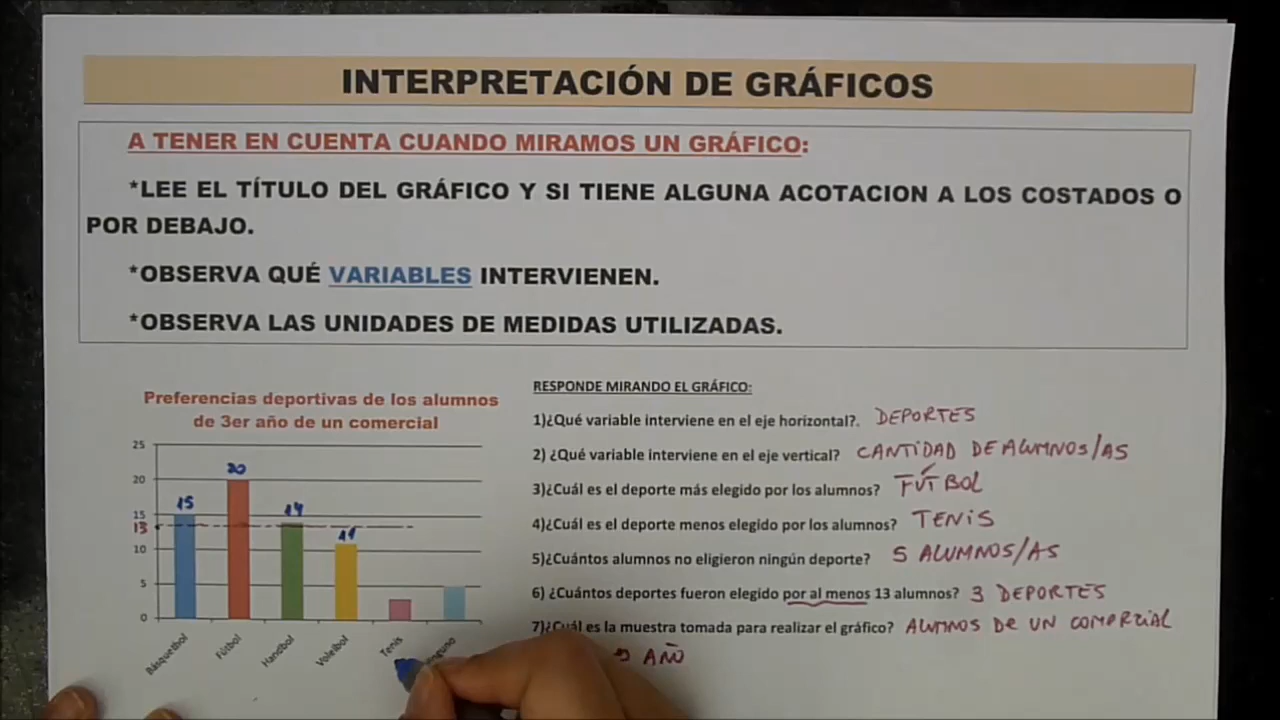 INTERPRETACIÓN DE GRÁFICOS
A TENER EN CUENTA CUANDO MIRAMOS UN GRÁFICO:
*LEE EL TÍTULO DEL GRÁFICO Y SI TIENE ALGUNA ACOTACION A LOS COSTADOS O
POR DEBAJO.
*OBSERVA QUÉ VARIABLES INTERVIENEN.
*OBSERVA LAS UNIDADES DE MEDIDAS UTILIZADAS.
Preferencias deportivas de los alumnos
de 3er año de un comercial
25
20
15
13
10
5
0
15
20
14
11
Básquetbol
Fútbol
Handbol
Voleibol
Tenis
RESPONDE MIRANDO EL GRÁFICO:
1)¿Qué variable interviene en el eje horizontal?. DEPORTES
2) ¿Qué variable interviene en el eje vertical? CANTIDAD DE ALUMNOS/AS
3)¿Cuál es el deporte más elegido por los alumnos? FÚTBOL
4)¿Cuál es el deporte menos elegido por los alumnos? TENIS
5)¿Cuántos alumnos no eligieron ningún deporte? 5 ALUMNOS/AS
6) ¿Cuántos deportes fueron elegido por al menos 13 alumnos? 3 DEPORTES
7)¿Cuál es la muestra tomada para realizar el gráfico? ALUMNOS DE UN COMERCIAL
AÑO